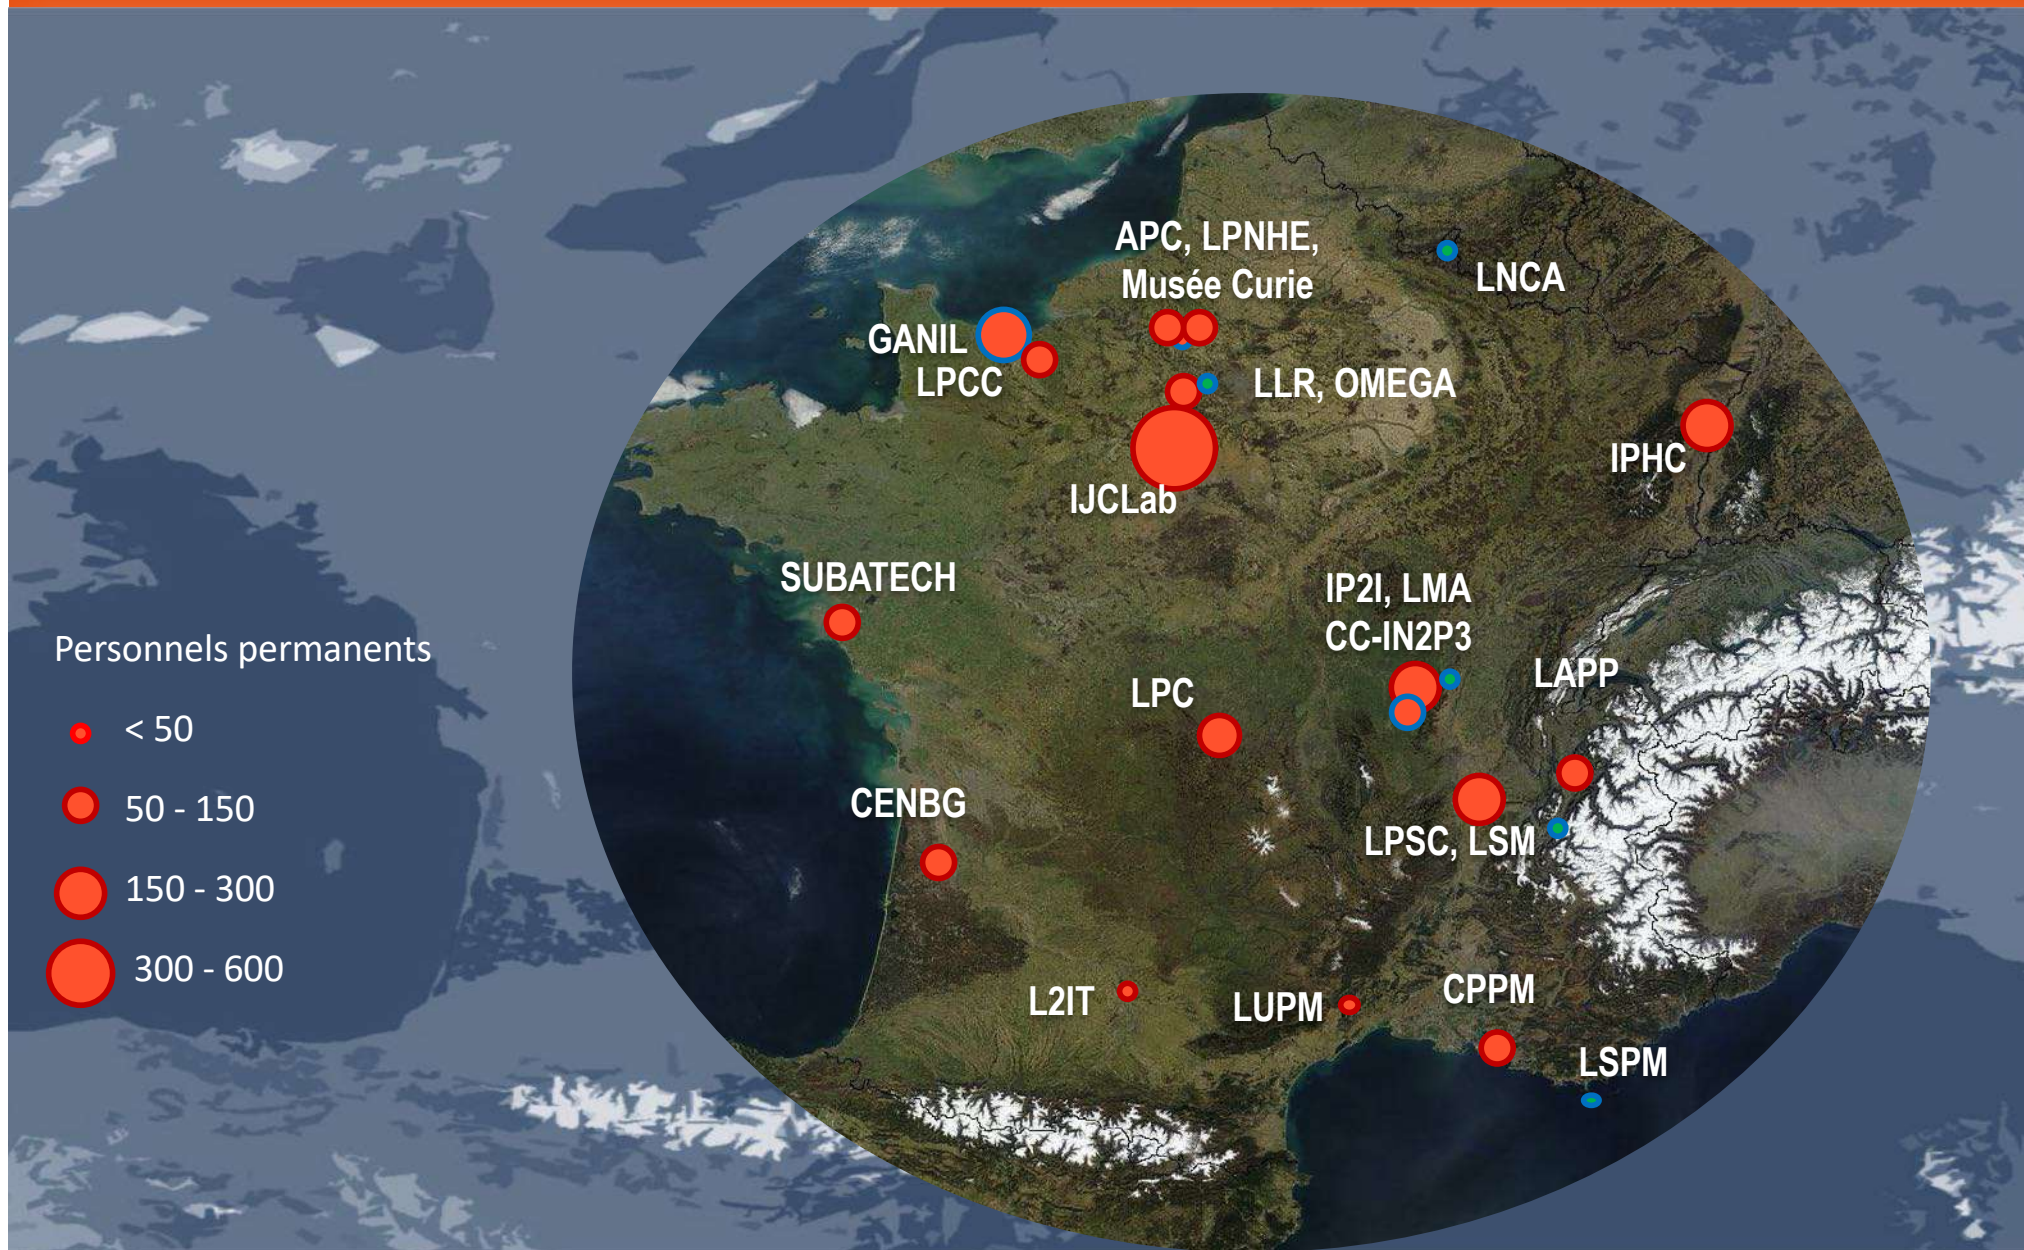 APC, LPNHE,
Musée Curie
LNCA
GANIL
LPCC
LLR, OMEGA
IPHC
IJCLab
SUBATECH
IP2I, LMA
CC-IN2P3
LAPP
LPC
CENBG
LPSC, LSM
L2IT
LUPM
CPPM
LSPM
Personnels permanents
< 50
50 - 150
150 - 300
300 - 600